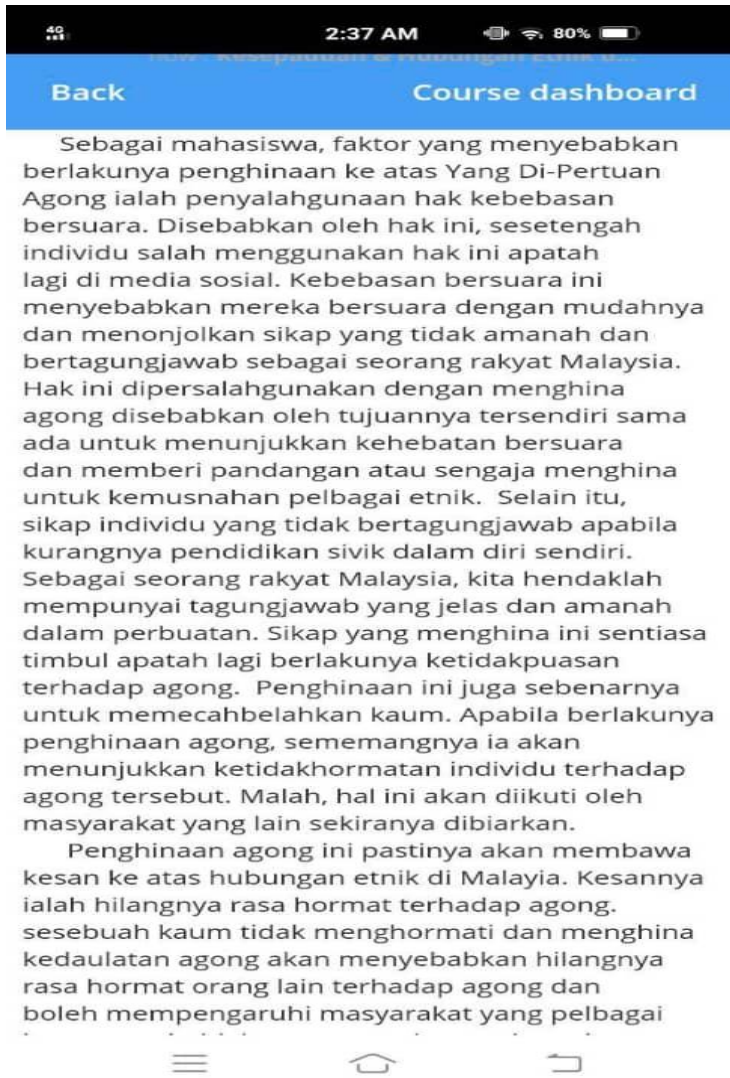 4G
2:37 AM
80%
Back
Course dashboard
Sebagai mahasiswa, faktor yang menyebabkan
berlakunya penghinaan ke atas Yang Di-Pertuan
Agong ialah penyalahgunaan hak kebebasan
bersuara. Disebabkan oleh hak ini, sesetengah
individu salah menggunakan hak ini apatah
lagi di media sosial. Kebebasan bersuara ini
menyebabkan mereka bersuara dengan mudahnya
dan menonjolkan sikap yang tidak amanah dan
bertagungjawab sebagai seorang rakyat Malaysia.
Hak ini dipersalahgunakan dengan menghina
agong disebabkan oleh tujuannya tersendiri sama
ada untuk menunjukkan kehebatan bersuara
dan memberi pandangan atau sengaja menghina
untuk kemusnahan pelbagai etnik. Selain itu,
sikap individu yang tidak bertagungjawab apabila
kurangnya pendidikan sivik dalam diri sendiri.
Sebagai seorang rakyat Malaysia, kita hendaklah
mempunyai tagungjawab yang jelas dan amanah
dalam perbuatan. Sikap yang menghina ini sentiasa
timbul apatah lagi berlakunya ketidakpuasan
terhadap agong. Penghinaan ini juga sebenarnya
untuk memecahbelahkan kaum. Apabila berlakunya
penghinaan agong, sememangnya ia akan
menunjukkan ketidakhormatan individu terhadap
agong tersebut. Malah, hal ini akan diikuti oleh
masyarakat yang lain sekiranya dibiarkan.
Penghinaan agong ini pastinya akan membawa
kesan ke atas hubungan etnik di Malayia. Kesannya
ialah hilangnya rasa hormat terhadap agong.
sesebuah kaum tidak menghormati dan menghina
kedaulatan agong akan menyebabkan hilangnya
rasa hormat orang lain terhadap agong dan
boleh mempengaruhi masyarakat yang pelbagai